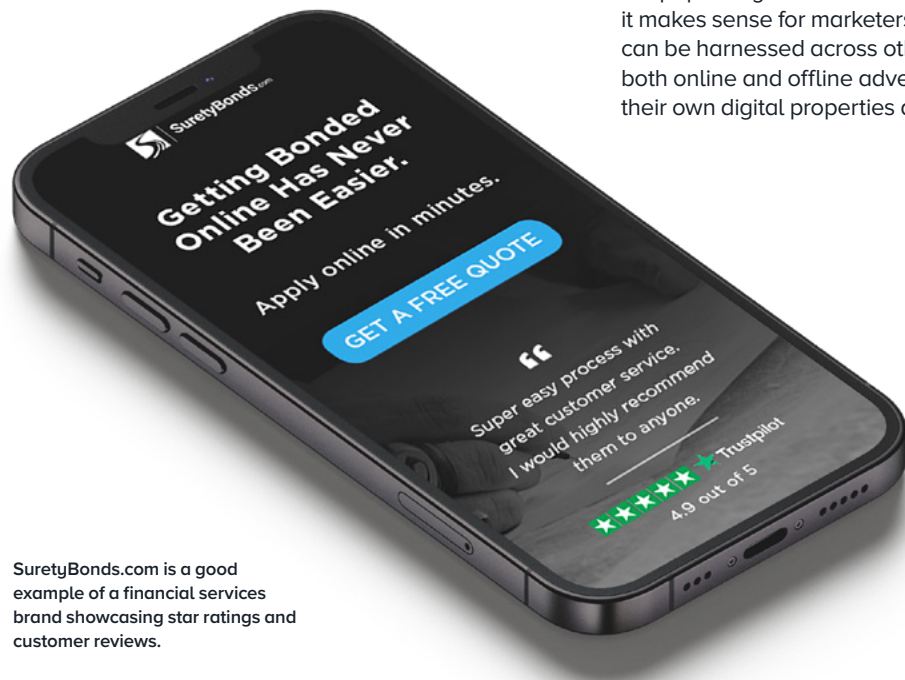 it makes sense for marketers
can be harnessed across oth
both online and offline adve
their own digital properties
SuretyBonds.com
Getting Bonded
Online Has Never
Been Easier.
Apply online in minutes.
GET A FREE QUOTE
“
Super easy process with
great customer service.
I would highly recommend
them to anyone.
Trustpilot
4.9 out of 5
SuretyBonds.com is a good
example of a financial services
brand showcasing star ratings and
customer reviews.